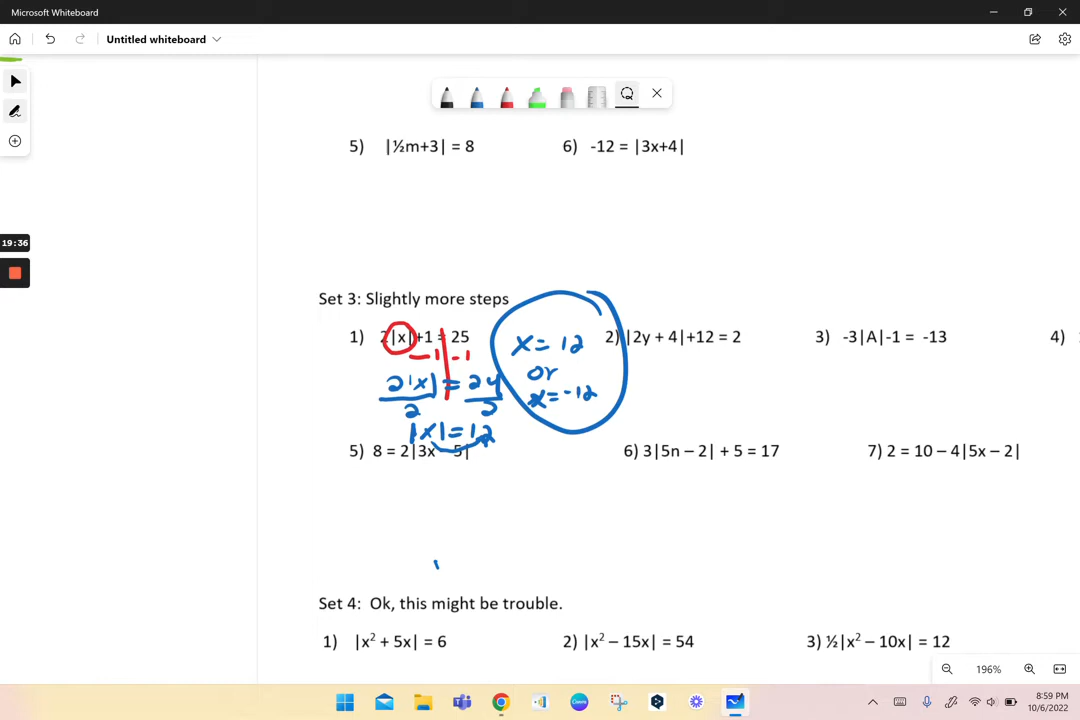 Microsoft Whiteboard
Untitled whiteboard
5) |½m+3| = 8 6) -12 = |3x+4|
19:36
Set 3: Slightly more steps
1) 2|x|+1 = 25 2) |2y + 4|+12 = 2 3) -3|A|-1 = -13 4)
-1 -1
2|x| = 24
2 2
|x| = 12
x = 12
or
x = -12
5) 8 = 2|3x 5| 6) 3|5n – 2| + 5 = 17 7) 2 = 10 – 4|5x – 2|
Set 4: Ok, this might be trouble.
1) |x² + 5x| = 6 2) |x² – 15x| = 54 3) ½|x² – 10x| = 12
196%
8:59 PM
10/6/2022